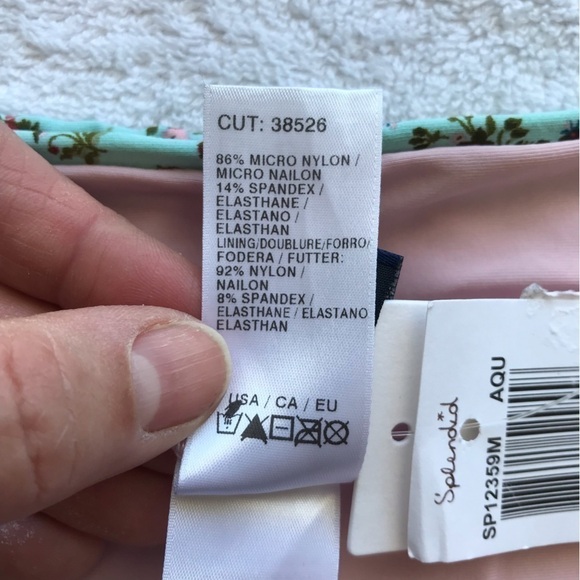 CUT: 38526
86% MICRO NYLON /
MICRO NAILON
14% SPANDEX /
ELASTHANE /
ELASTANO /
ELASTHAN
LINING/DOUBLURE/FORRO/
FODERA / FUTTER:
92% NYLON /
NAILON
8% SPANDEX /
ELASTHANE / ELASTANO
ELASTHAN
USA / CA / EU
Splendid
SP12359M AQU